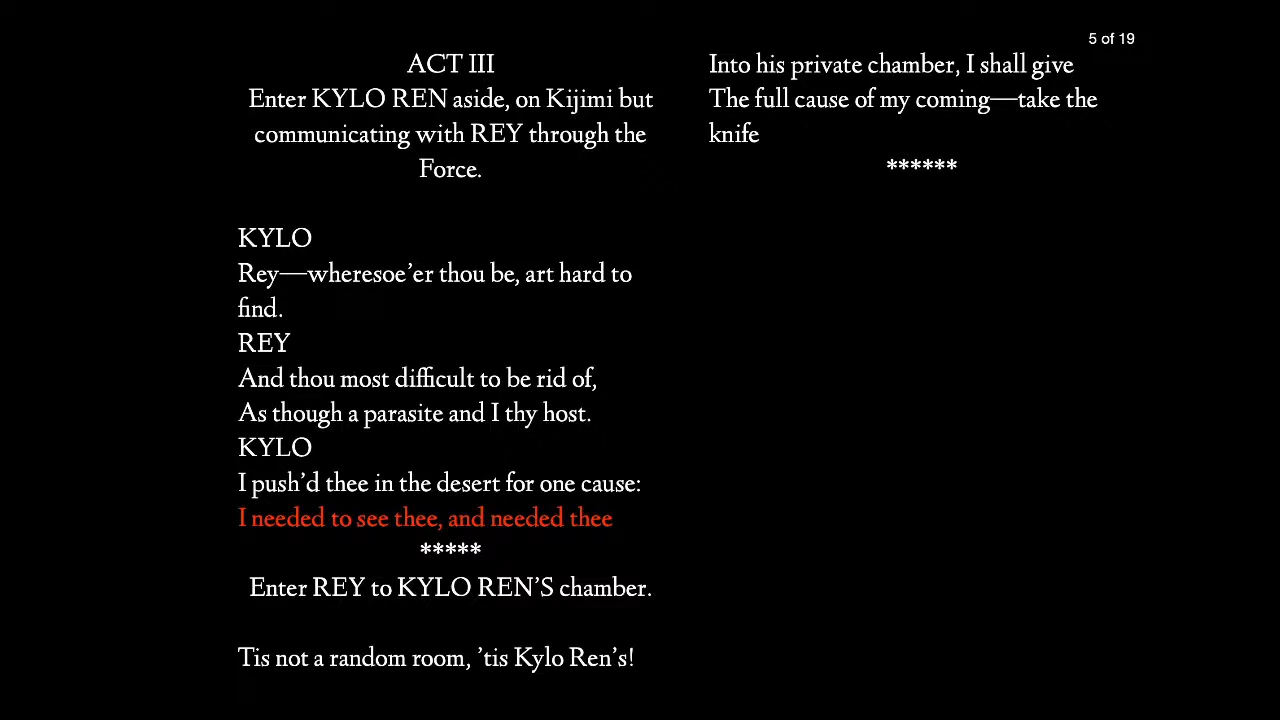 5 of 19
ACT III
Enter KYLO REN aside, on Kijimi but
communicating with REY through the
Force.
KYLO
Rey—wheresoe’er thou be, art hard to
find.
REY
And thou most difficult to be rid of,
As though a parasite and I thy host.
KYLO
I push’d thee in the desert for one cause:
I needed to see thee, and needed thee
*****
Enter REY to KYLO REN’S chamber.
Tis not a random room, ’tis Kylo Ren’s!
Into his private chamber, I shall give
The full cause of my coming—take the
knife
******